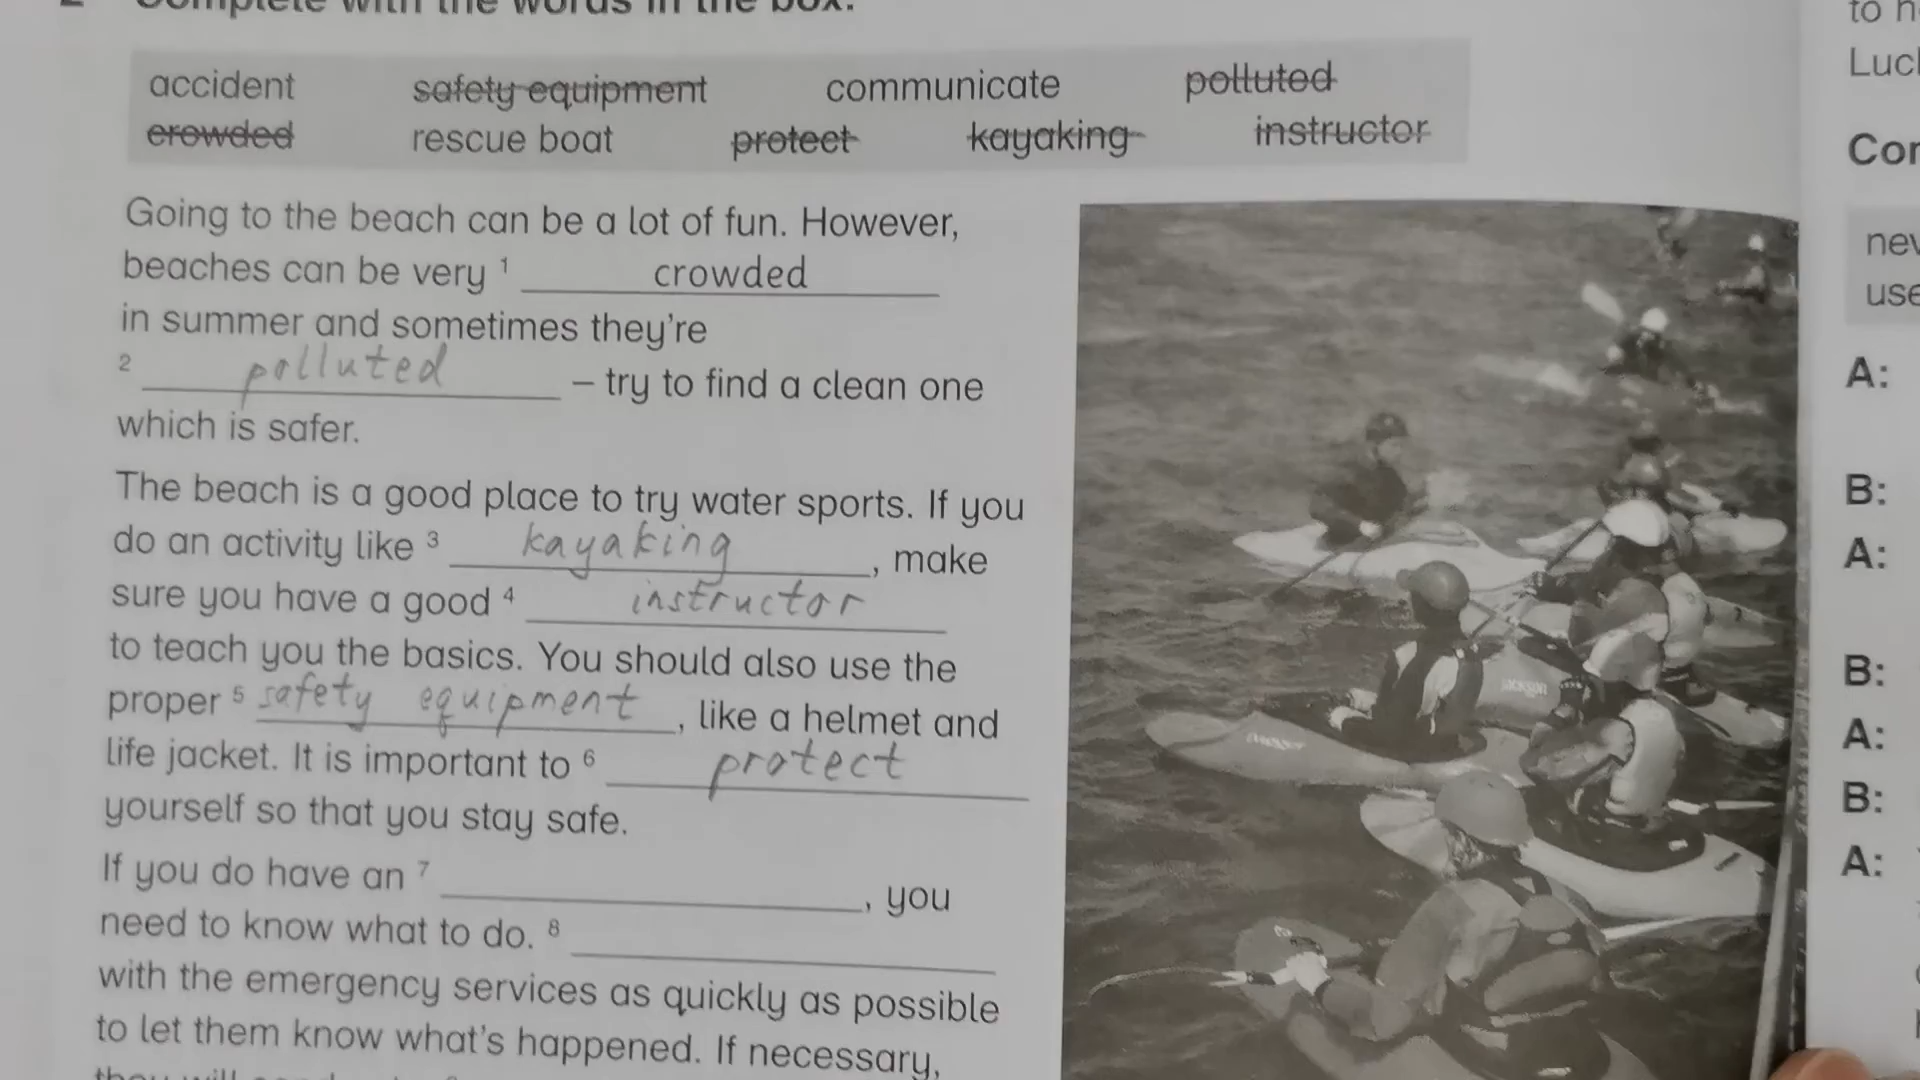 Complete with the words in the box.
accident safety equipment communicate polluted
crowded rescue boat protect kayaking instructor
Going to the beach can be a lot of fun. However,
beaches can be very 1 crowded
in summer and sometimes they're
2 polluted – try to find a clean one
which is safer.
The beach is a good place to try water sports. If you
do an activity like 3 kayaking, make
sure you have a good 4 instructor
to teach you the basics. You should also use the
proper 5 safety equipment, like a helmet and
life jacket. It is important to 6 protect
yourself so that you stay safe.
If you do have an 7 , you
need to know what to do. 8
with the emergency services as quickly as possible
to let them know what's happened. If necessary,
they will
JACKSON
to
A:
B:
A:
B:
A:
B:
A: